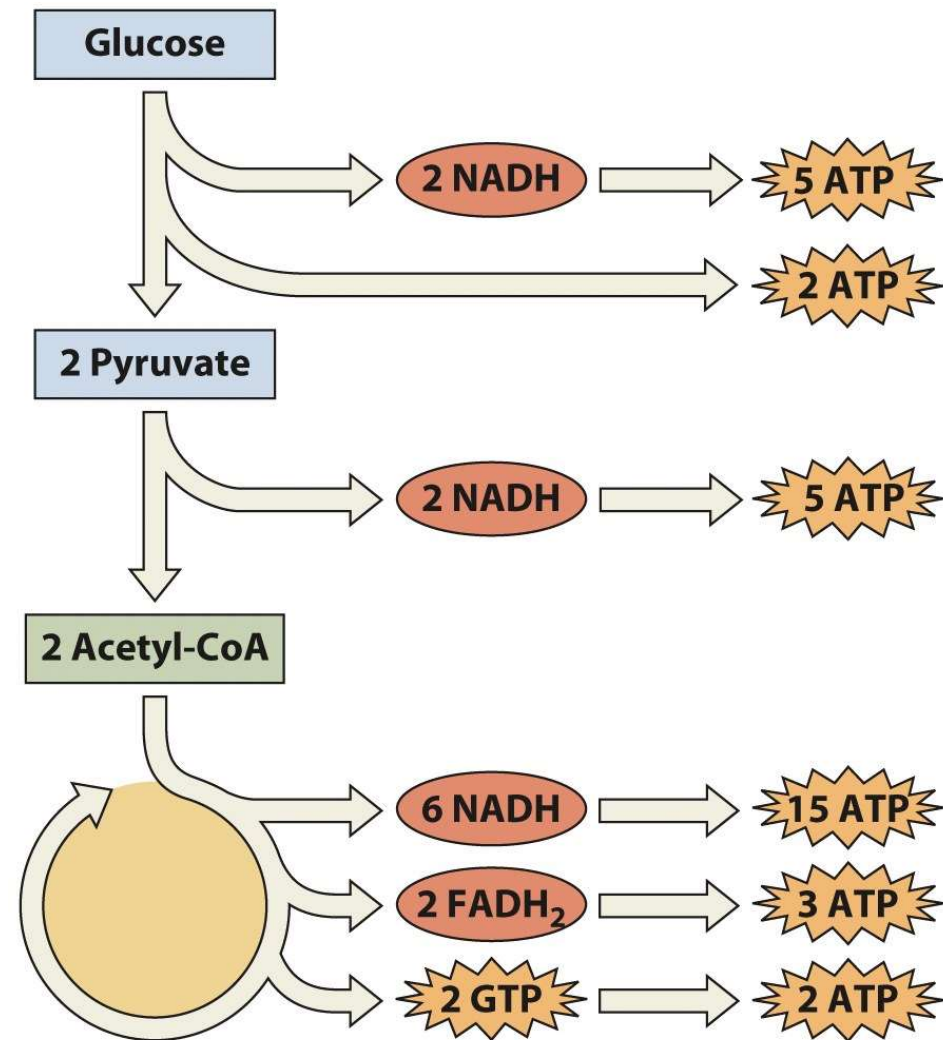 Glucose
2 NADH
5 ATP
2 ATP
2 Pyruvate
2 NADH
5 ATP
2 Acetyl-CoA
6 NADH
15 ATP
2 FADH₂
3 ATP
2 GTP
2 ATP